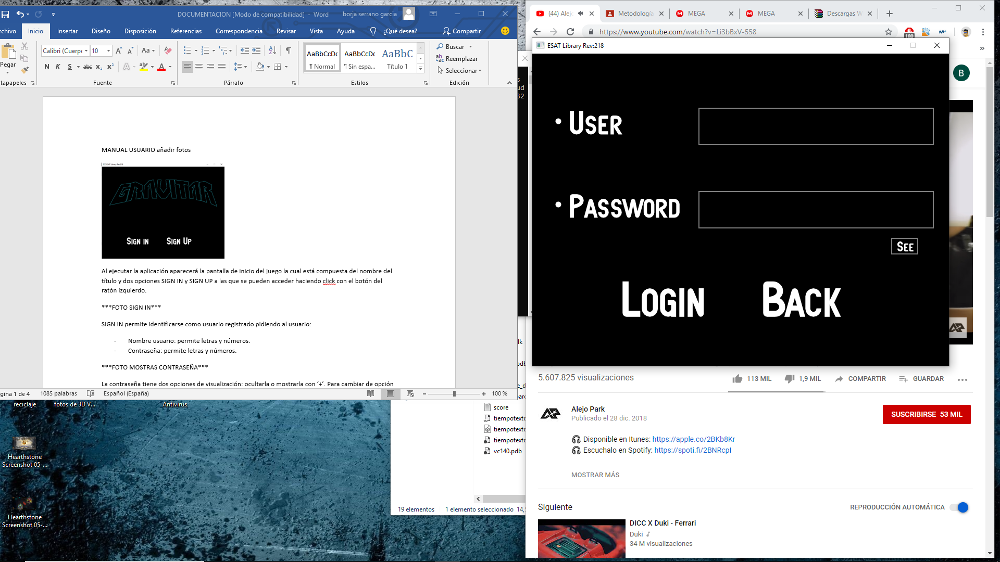 DOCUMENTACION [Modo de compatibilidad] - Word
borja serrano garcia
rchivo
Inicio
Insertar
Diseño
Disposición
Referencias
Correspondencia
Revisar
Vista
Ayuda
¿Qué desea?
Compartir
Pegar
Calibri (Cuerpo
10
Aa
AaBbCcDc
AaBbCcDc
AaBbC
¶ Normal
¶ Sin espa...
Título 1
Buscar
Reemplazar
Seleccionar
N K S abc x₂ x²
rtapapeles
Fuente
Párrafo
Estilos
Edición
MANUAL USUARIO añadir fotos
ESAT Library Rev:218
GRAVITAR
SIGN IN
SIGN UP
Al ejecutar la aplicación aparecerá la pantalla de inicio del juego la cual está compuesta del nombre del
título y dos opciones SIGN IN y SIGN UP a las que se pueden acceder haciendo click con el botón del
ratón izquierdo.
***FOTO SIGN IN***
SIGN IN permite identificarse como usuario registrado pidiendo al usuario:
- Nombre usuario: permite letras y números.
- Contraseña: permite letras y números.
***FOTO MOSTRAS CONTRASEÑA***
La contraseña tiene dos opciones de visualización: ocultarla o mostrarla con ‘+’. Para cambiar de opción
gina 1 de 4
1085 palabras
Español (España)
100 %
reciclaje
fotos de 3D V...
Antivirus
Hearthstone
Screenshot 05-...
Hearthstone
Screenshot 05-...
s
ud
32
lk
pdb
e_d
parc
score
tiempotexto
tiempotexto
tiempotexto
vc140.pdb
19 elementos
1 elemento seleccionado
14,
(44) Alejo
Metodología
MEGA
MEGA
Descargas W
https://www.youtube.com/watch?v=Li3bBxV-558
180
»
B
ESAT Library Rev:218
• USER
• PASSWORD
SEE
LOGIN
BACK
5.607.825 visualizaciones
113 MIL
1,9 MIL
COMPARTIR
GUARDAR
Alejo Park
Publicado el 28 dic. 2018
SUSCRIBIRSE 53 MIL
Disponible en Itunes: https://apple.co/2BKb8Kr
Escuchalo en Spotify: https://spoti.fi/2BNRcpI
MOSTRAR MÁS
Siguiente
REPRODUCCIÓN AUTOMÁTICA
DICC X Duki - Ferrari
Duki
34 M visualizaciones